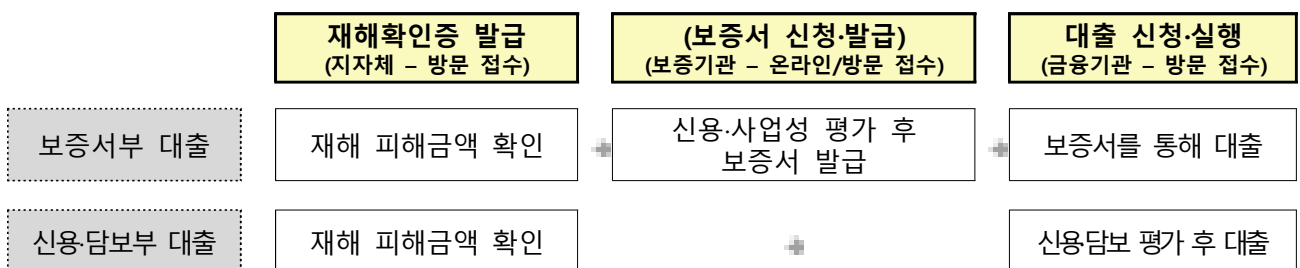 재해확인증 발급
(지자체 – 방문 접수)
(보증서 신청·발급)
(보증기관 – 온라인/방문 접수)
대출 신청·실행
(금융기관 – 방문 접수)
보증서부 대출
재해 피해금액 확인
신용·사업성 평가 후
보증서 발급
보증서를 통해 대출
신용·담보부 대출
재해 피해금액 확인
신용·담보 평가 후 대출